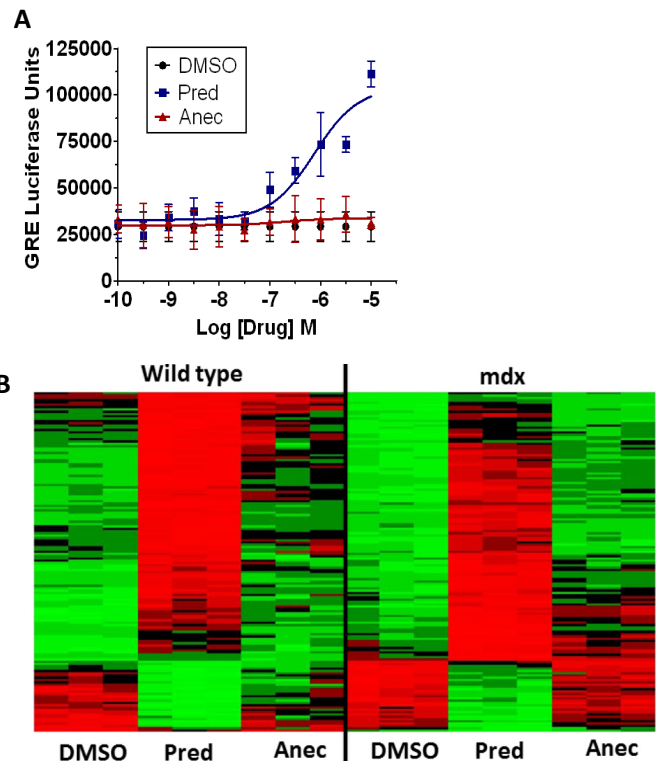 A
GRE Luciferase Units
125000
100000
75000
50000
25000
0
DMSO
Pred
Anec
-10 -9 -8 -7 -6 -5
Log [Drug] M
B
Wild type mdx
DMSO Pred Anec DMSO Pred Anec